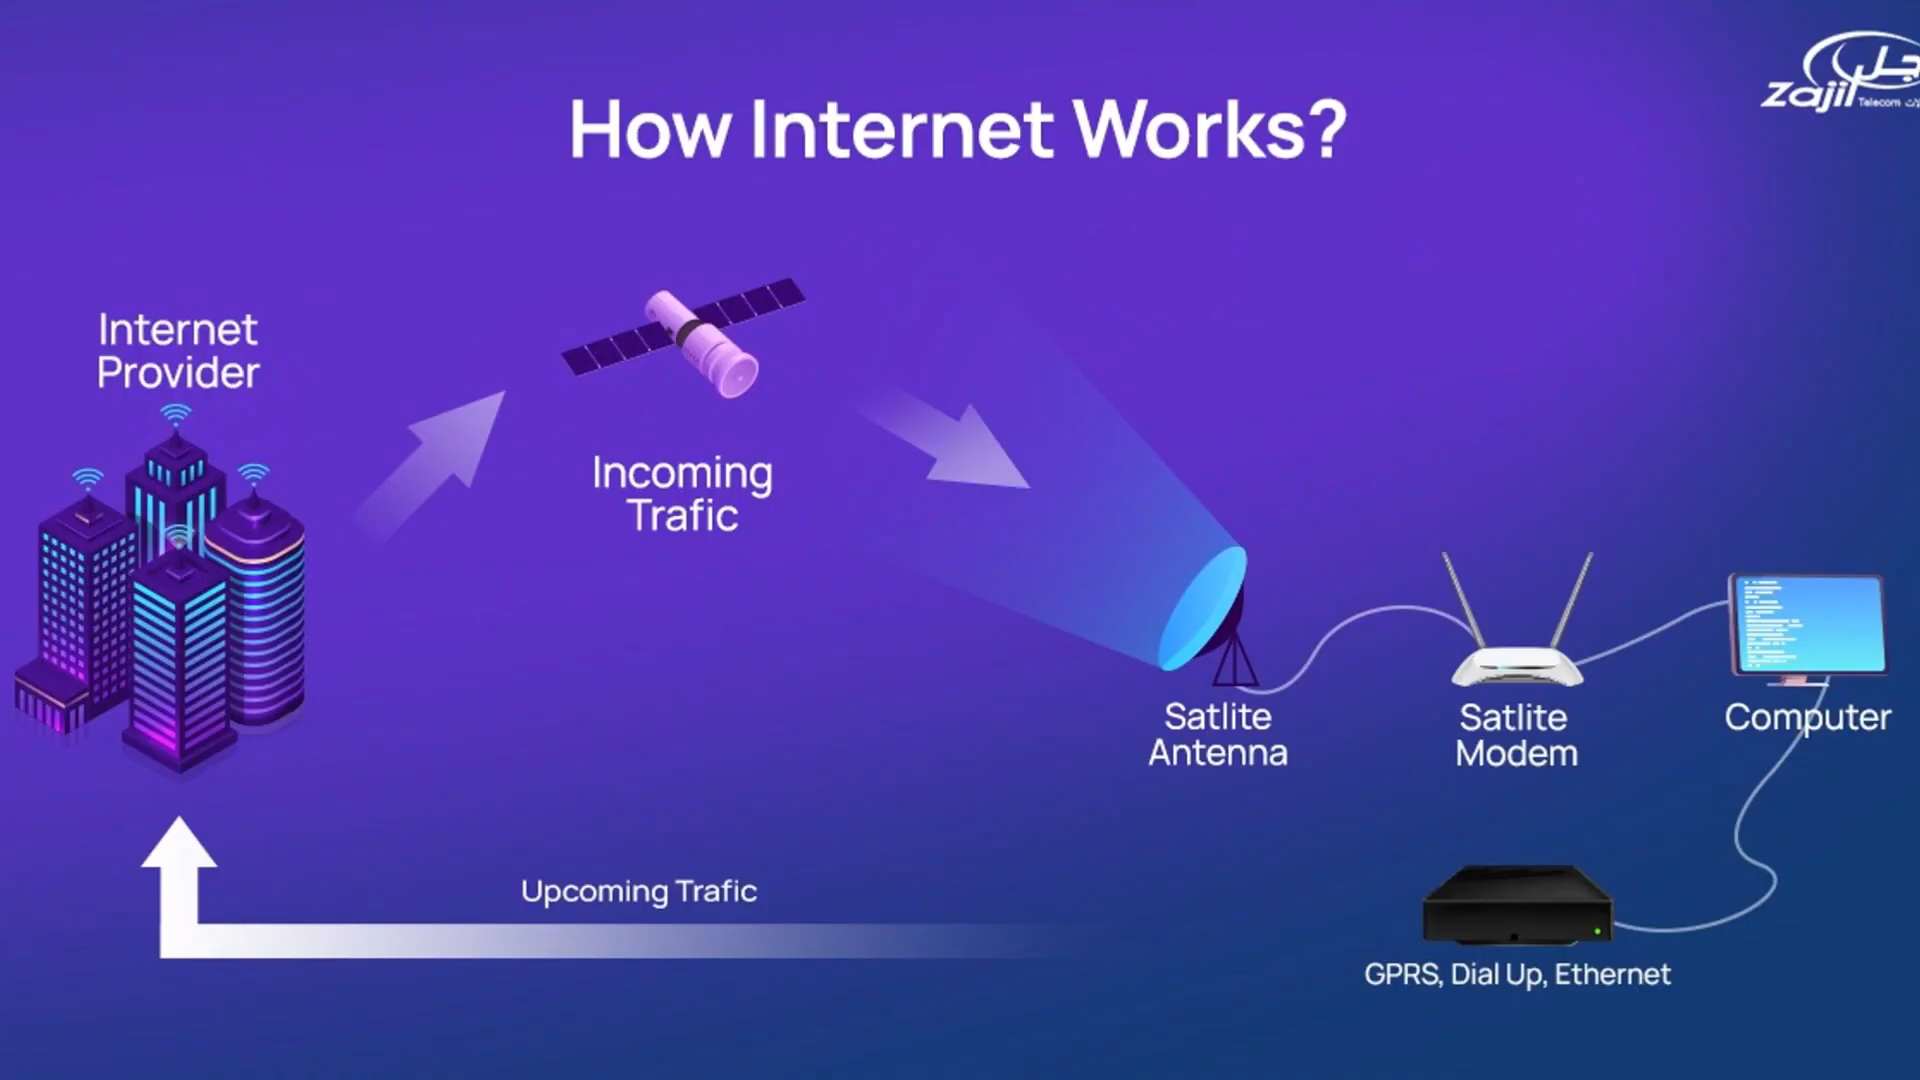 zajil
Telecom
How Internet Works?
Internet
Provider
Incoming
Trafic
Satlite
Antenna
Satlite
Modem
Computer
Upcoming Trafic
GPRS, Dial Up, Ethernet